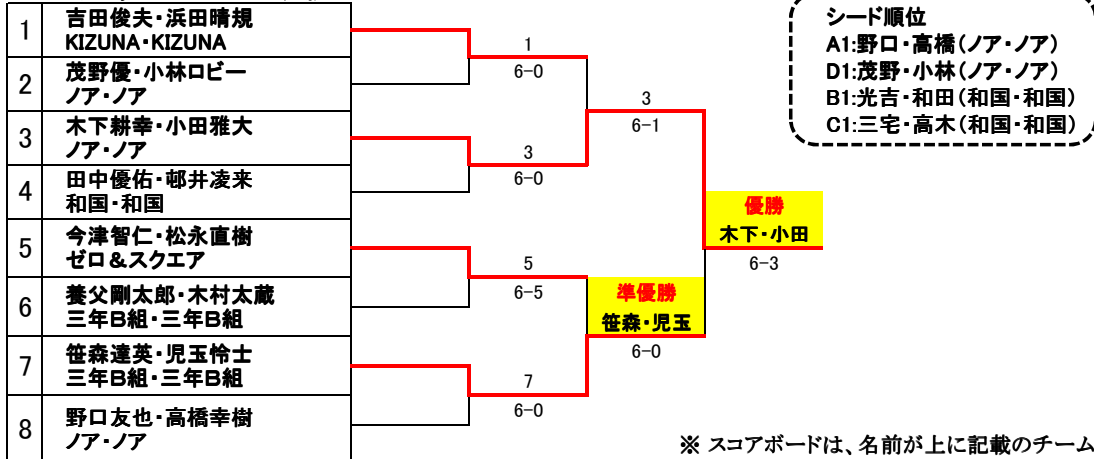 1 吉田俊夫・浜田晴規
KIZUNA・KIZUNA
2 茂野優・小林ロビー
ノア・ノア
3 木下耕幸・小田雅大
ノア・ノア
4 田中優佑・邨井凌来
和国・和国
5 今津智仁・松永直樹
ゼロ&スクエア
6 養父剛太郎・木村太蔵
三年B組・三年B組
7 笹森達英・児玉怜士
三年B組・三年B組
8 野口友也・高橋幸樹
ノア・ノア
1
6-0
3
6-0
5
6-5
7
6-0
3
6-1
準優勝
笹森・児玉
6-0
優勝
木下・小田
6-3
シード順位
A1:野口・高橋(ノア・ノア)
D1:茂野・小林(ノア・ノア)
B1:光吉・和田(和国・和国)
C1:三宅・高木(和国・和国)
※ スコアボードは、名前が上に記載のチーム